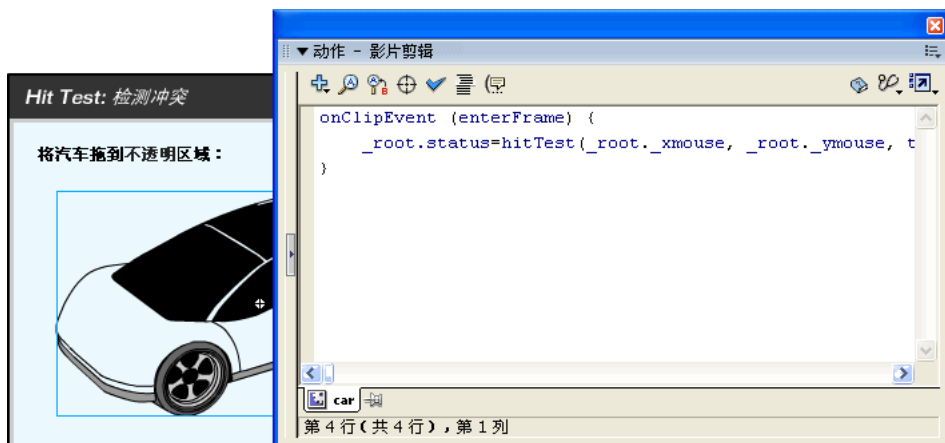 动作 - 影片剪辑
Hit Test: 检测冲突
将汽车拖到不透明区域：
onClipEvent (enterFrame) {
_root.status=hitTest(_root._xmouse, _root._ymouse, t
}
car
第 4 行(共 4 行)，第 1 列